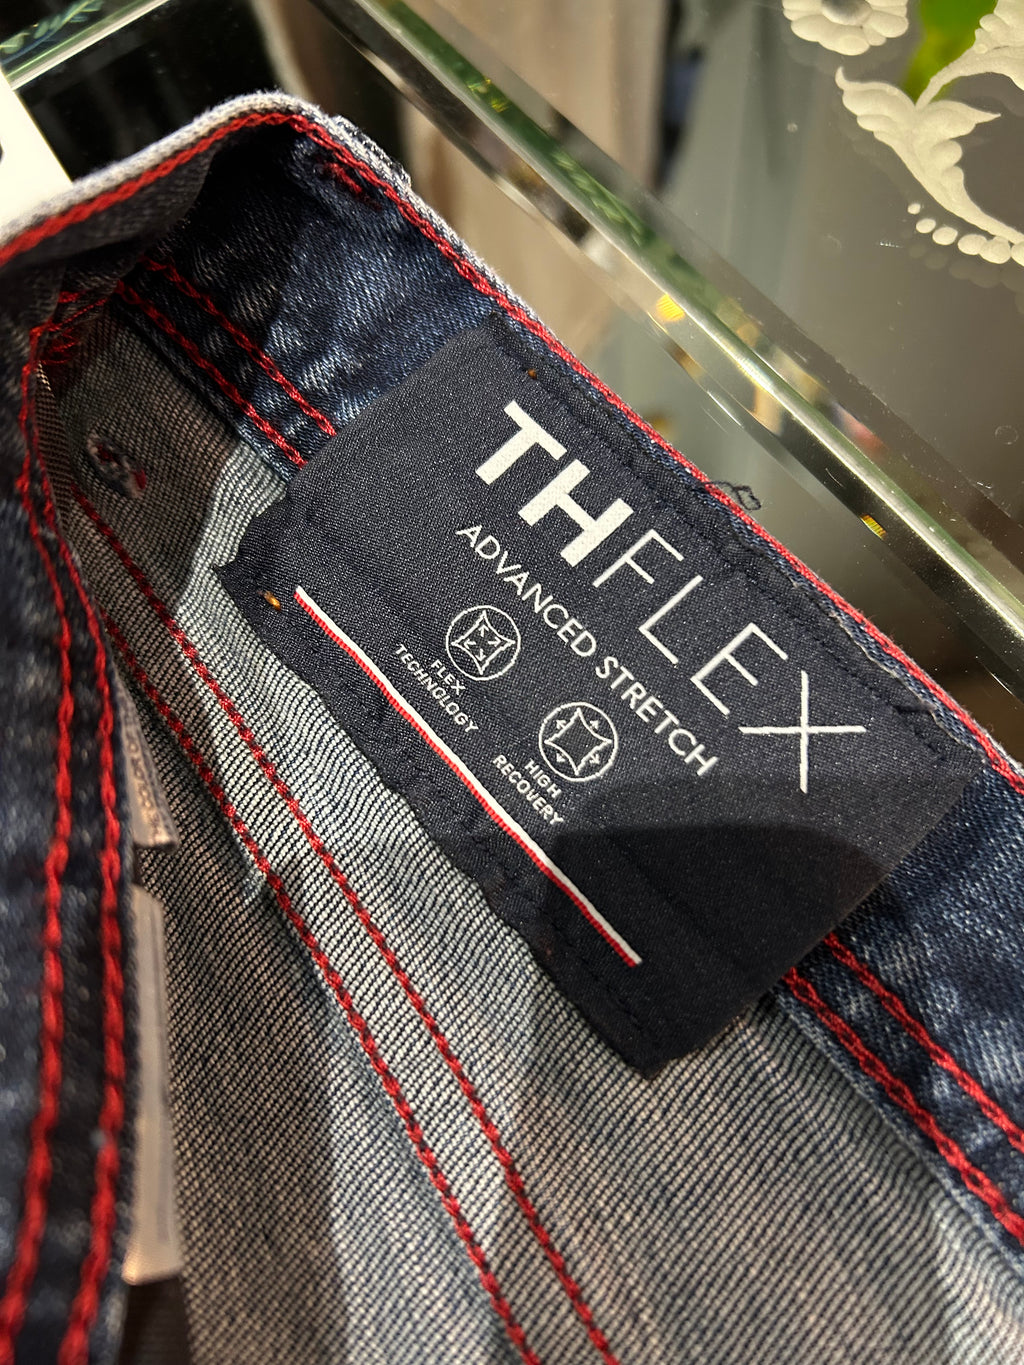 THFLEX
ADVANCED STRETCH
FLEX
TECHNOLOGY
HIGH
RECOVERY